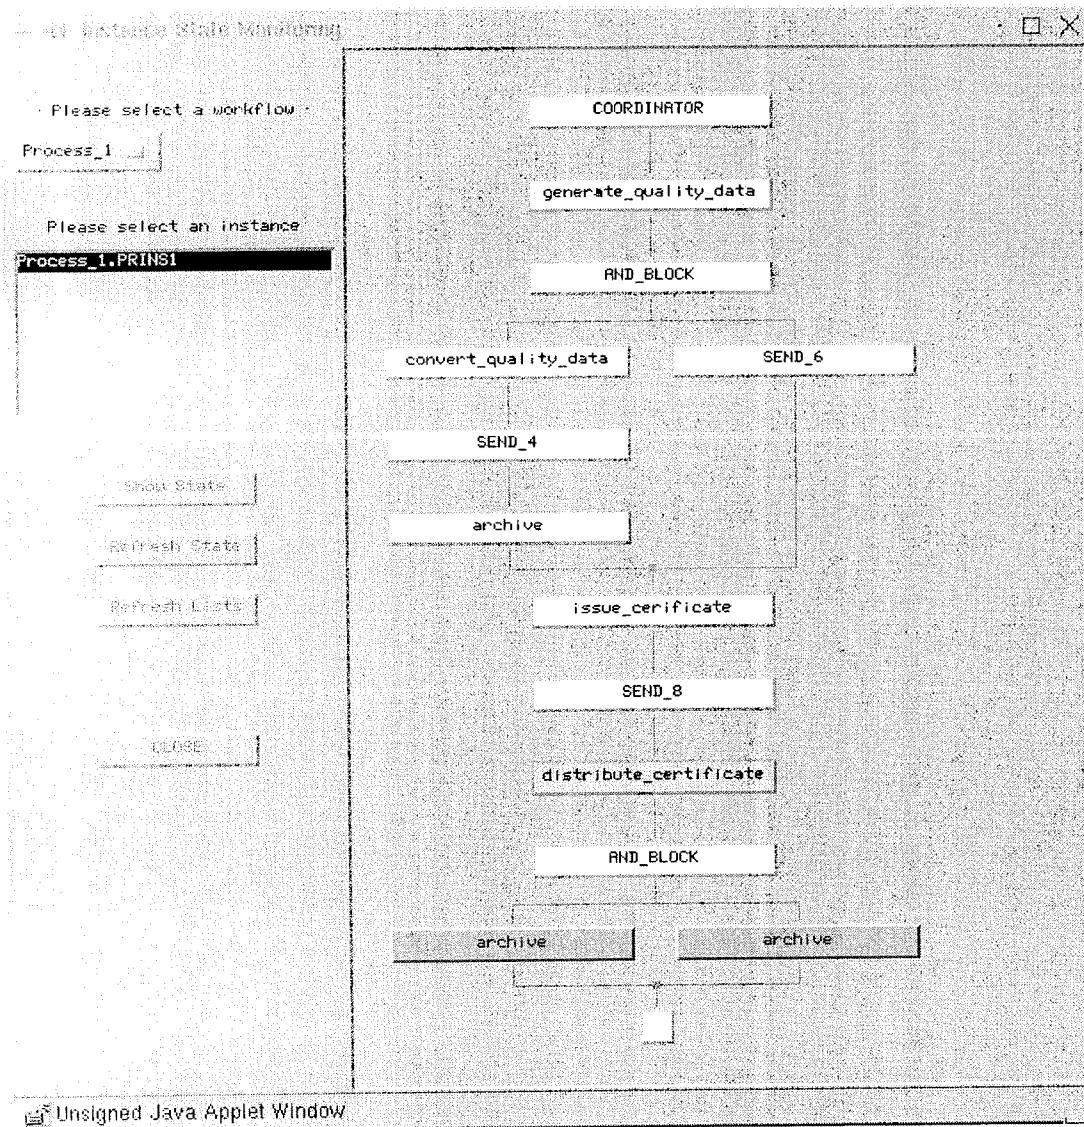 Instance State Monitoring
Please select a workflow
Process_1
Please select an instance
Process_1.PRINS1
Show State
Refresh State
Refresh Lists
CLOSE
COORDINATOR
generate_quality_data
AND_BLOCK
convert_quality_data
SEND_6
SEND_4
archive
issue_cerificate
SEND_8
distribute_certificate
AND_BLOCK
archive
archive
Unsigned Java Applet Window